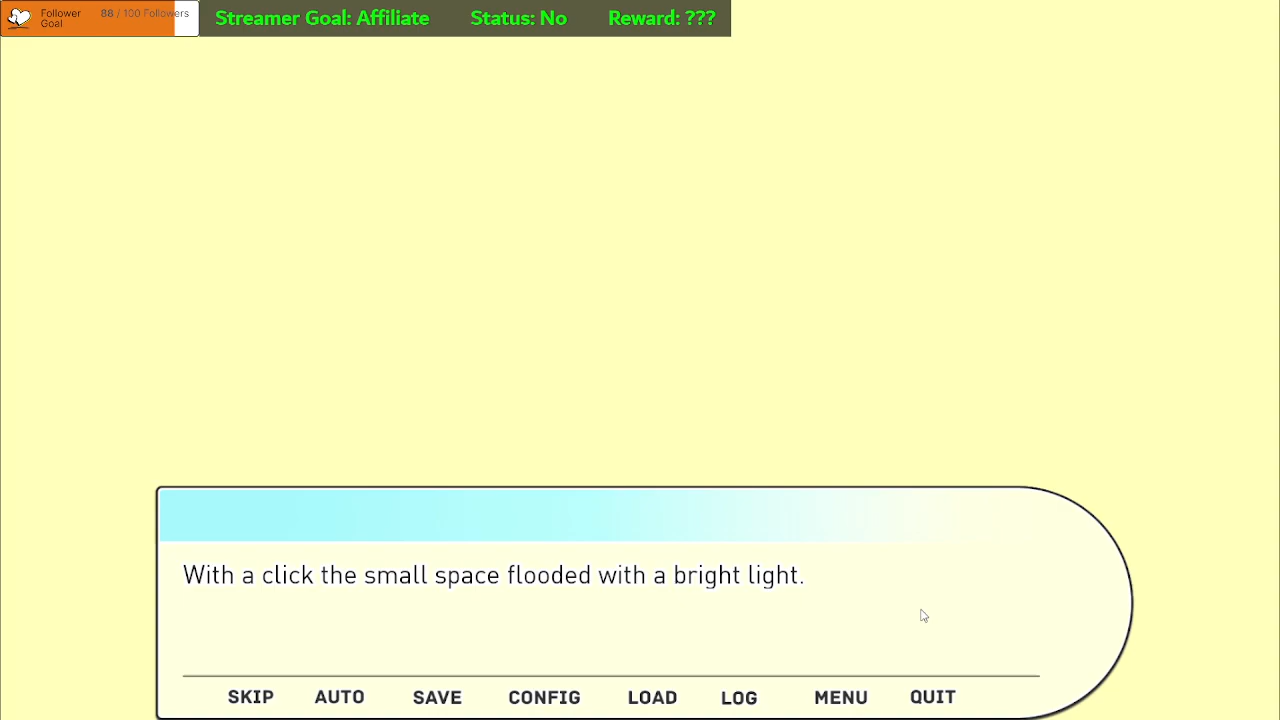 Follower Goal
88 / 100 Followers
Streamer Goal: Affiliate Status: No Reward: ???
With a click the small space flooded with a bright light.
SKIP AUTO SAVE CONFIG LOAD LOG MENU QUIT